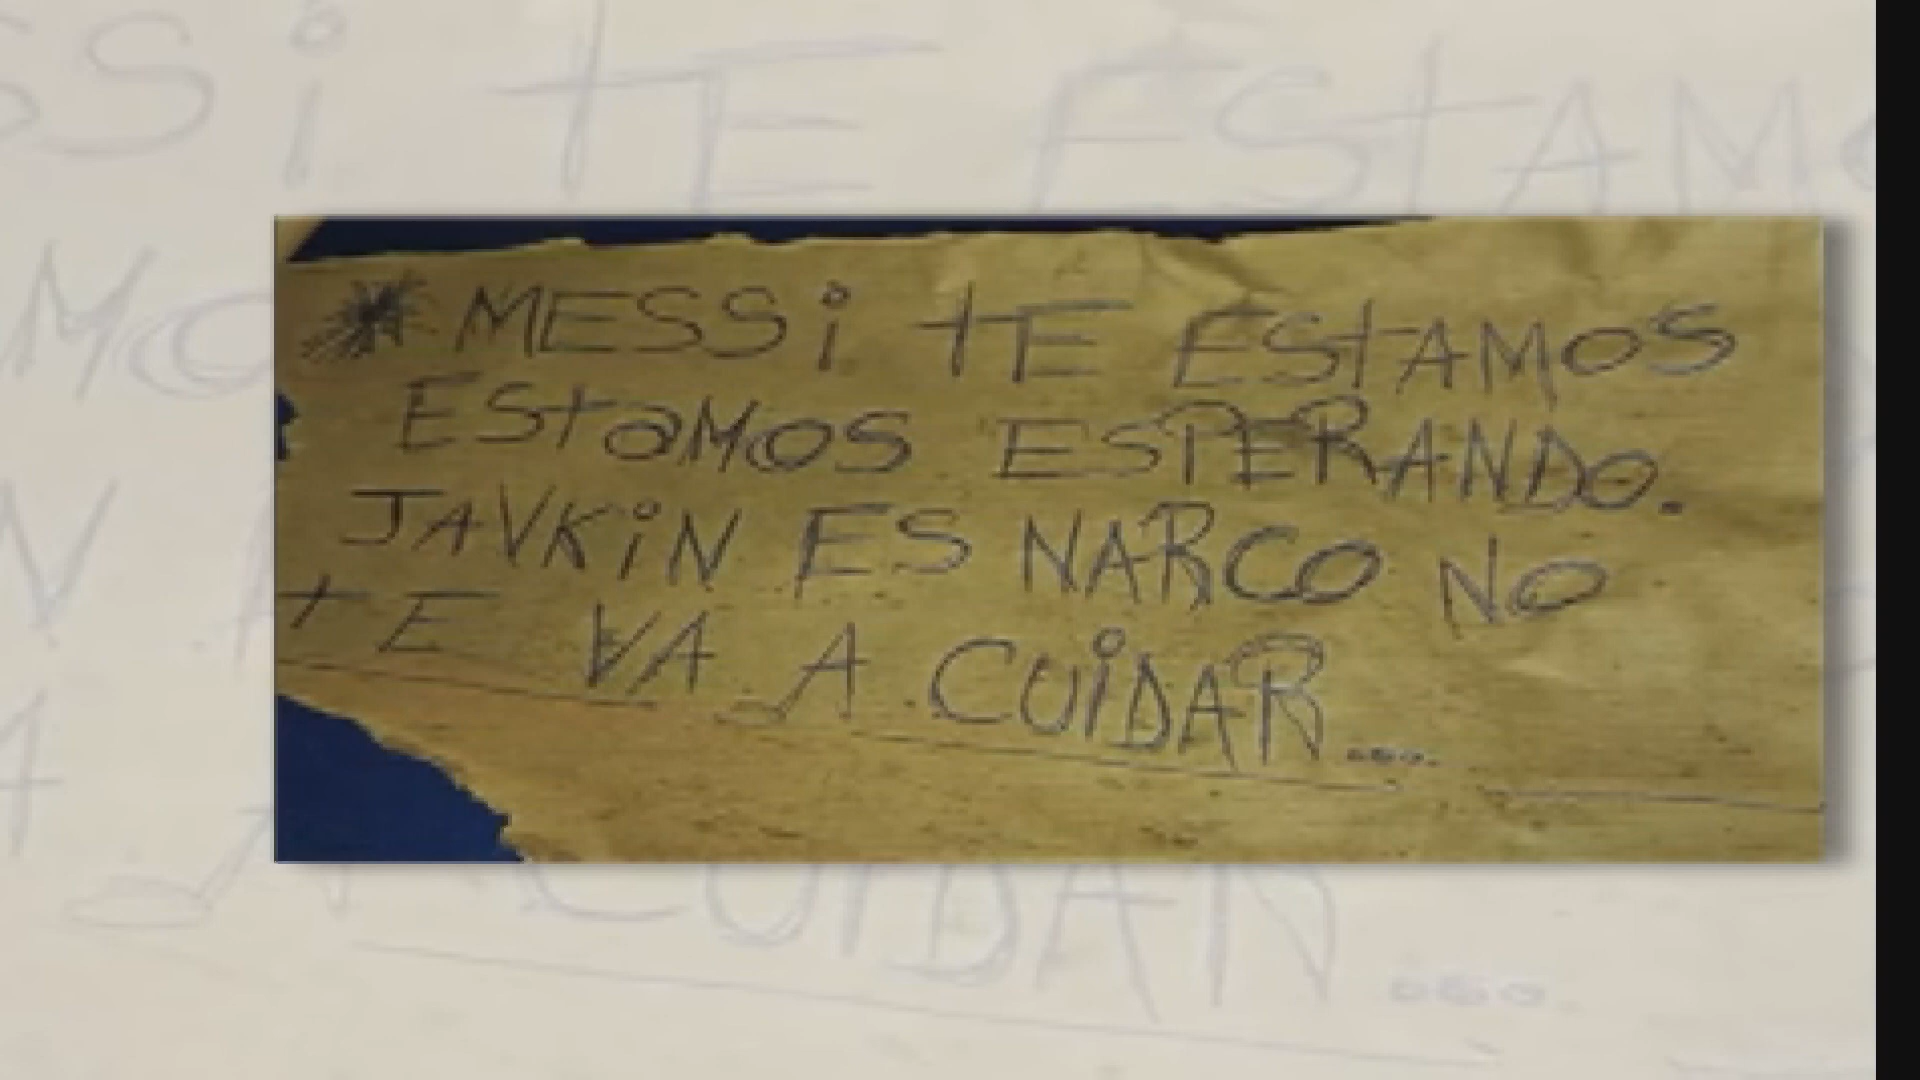 * MESSi tE EStAMOS
EStaMOS ESPERANDO.
JAVKiN ES NARCO NO
tE VA A CUiDAR....